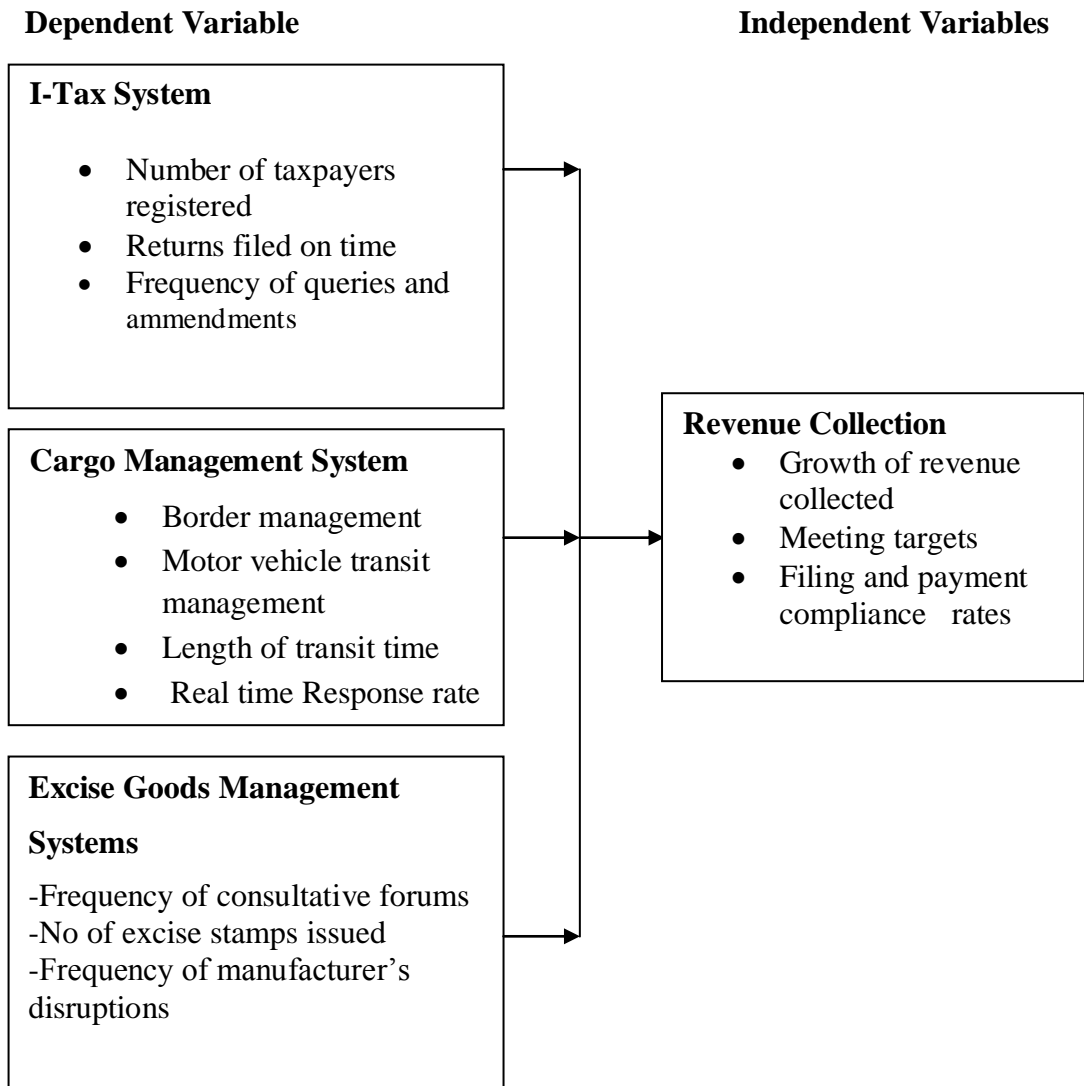 Dependent Variable
Independent Variables
I-Tax System
• Number of taxpayers
registered
• Returns filed on time
• Frequency of queries and
ammendments
Cargo Management System
• Border management
• Motor vehicle transit
management
• Length of transit time
• Real time Response rate
Excise Goods Management
Systems
-Frequency of consultative forums
-No of excise stamps issued
-Frequency of manufacturer’s
disruptions
Revenue Collection
• Growth of revenue
collected
• Meeting targets
• Filing and payment
compliance rates